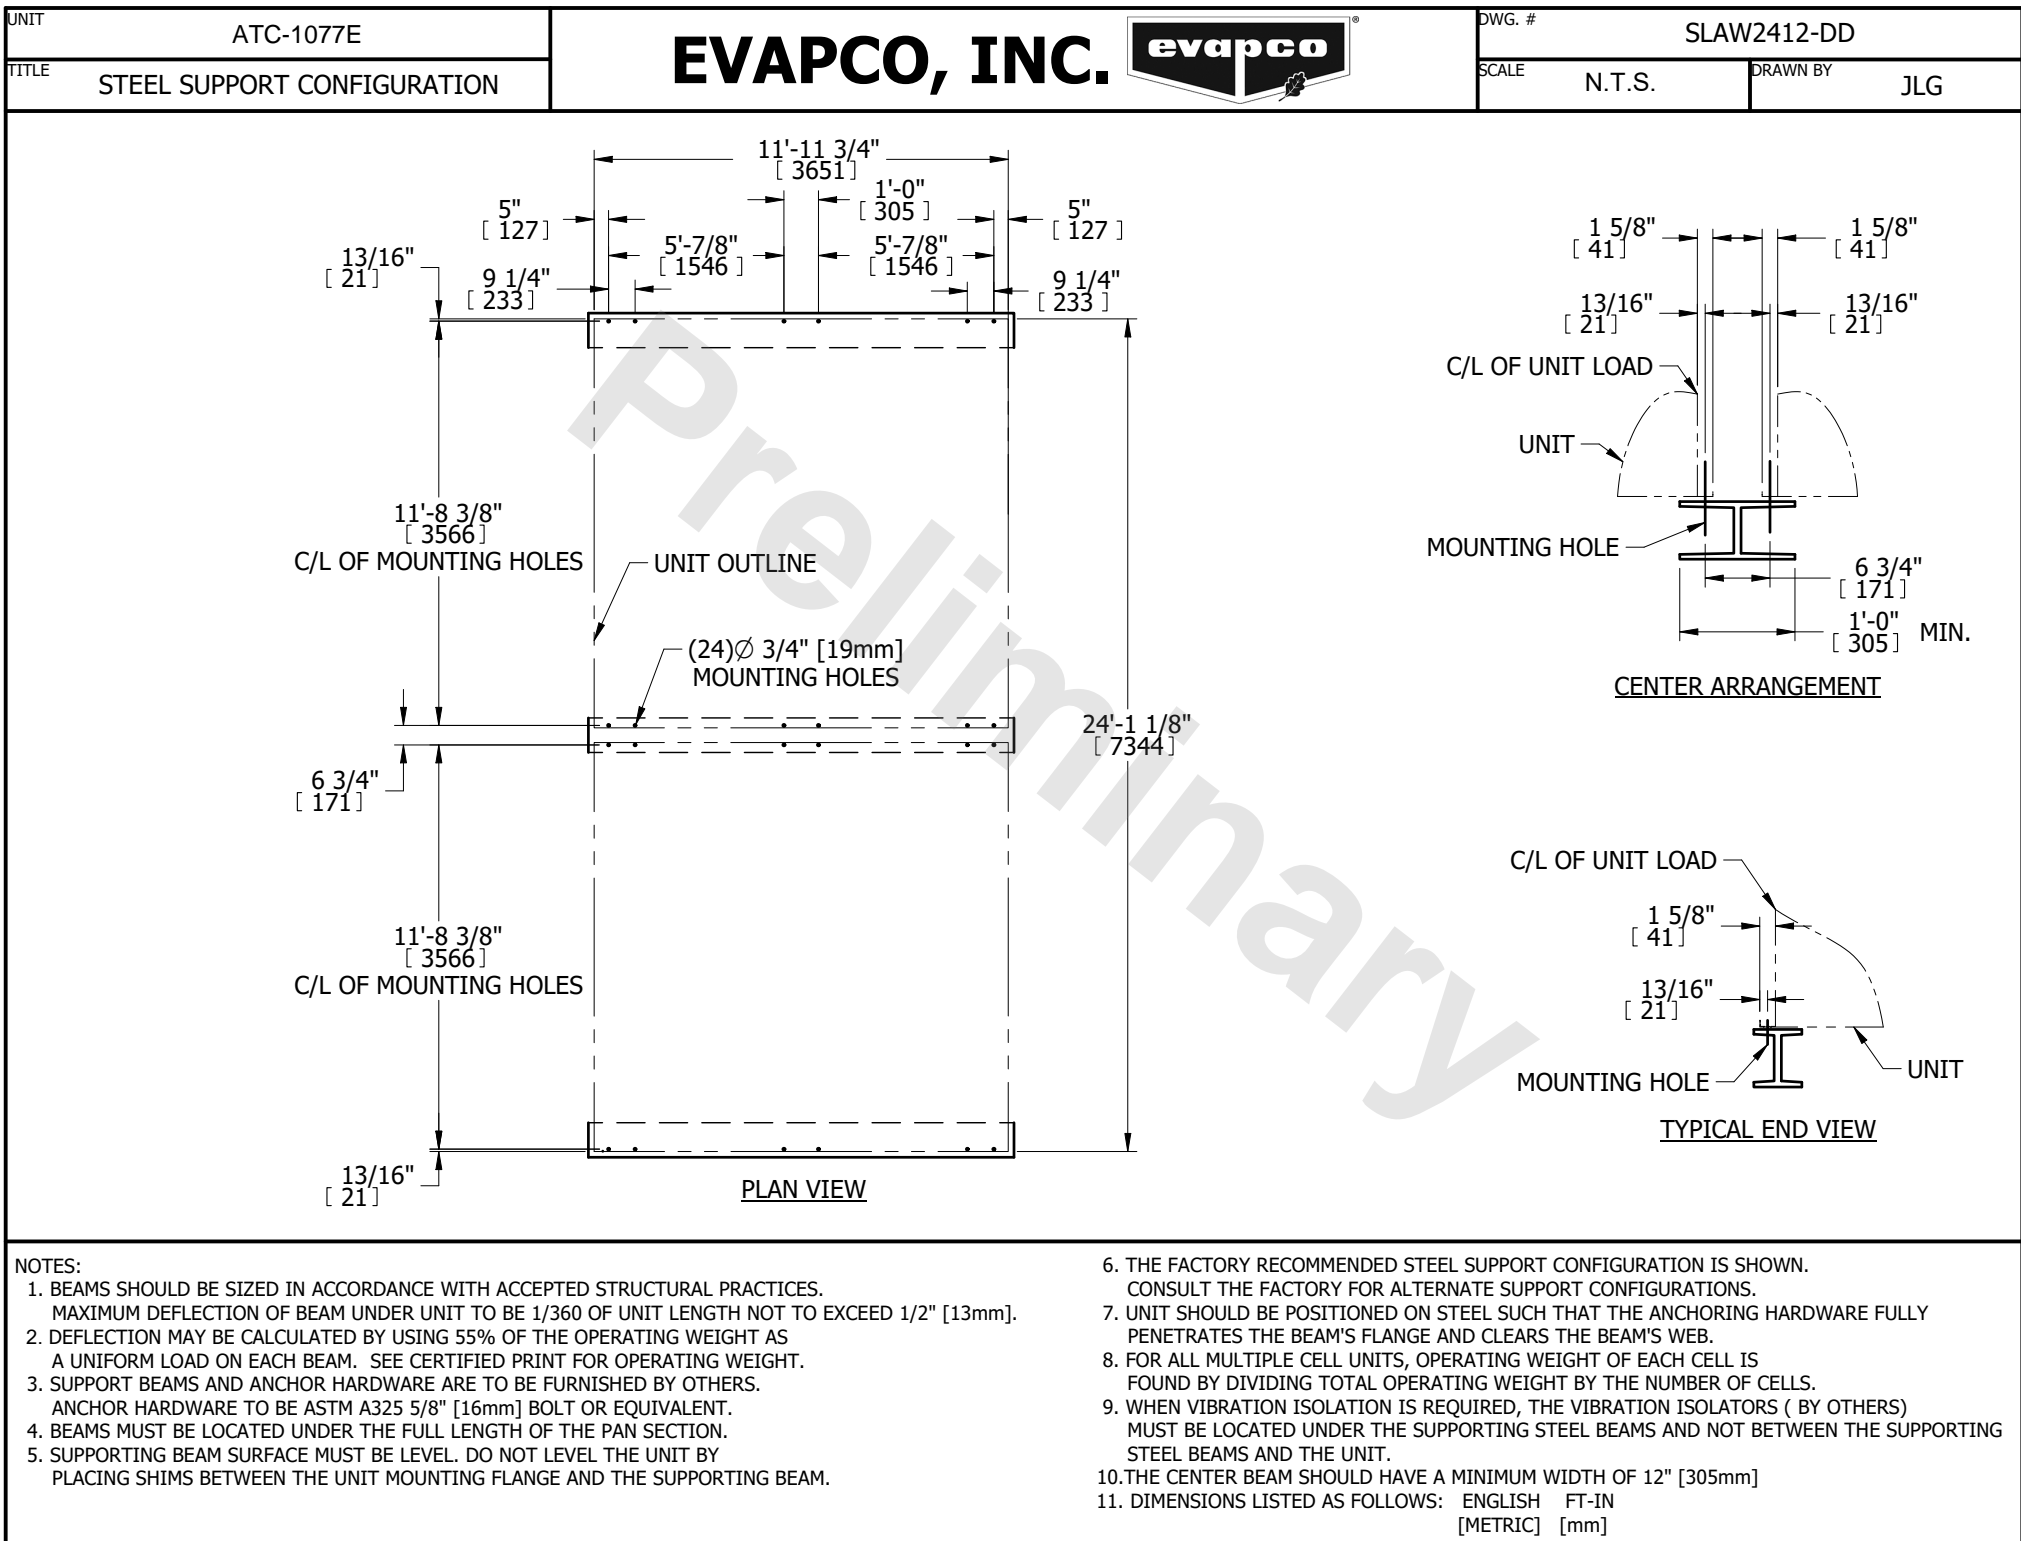 UNIT
ATC-1077E
TITLE
STEEL SUPPORT CONFIGURATION
EVAPCO, INC.
evapco
®
DWG. #
SLAW2412-DD
SCALE
N.T.S.
DRAWN BY
JLG
11'-11 3/4"
[ 3651 ]
1'-0"
[ 305 ]
5"
[ 127 ]
5"
[ 127 ]
5'-7/8"
[ 1546 ]
5'-7/8"
[ 1546 ]
13/16"
[ 21 ]
9 1/4"
[ 233 ]
9 1/4"
[ 233 ]
11'-8 3/8"
[ 3566 ]
C/L OF MOUNTING HOLES
UNIT OUTLINE
(24)∅ 3/4" [19mm]
MOUNTING HOLES
24'-1 1/8"
[ 7344 ]
6 3/4"
[ 171 ]
11'-8 3/8"
[ 3566 ]
C/L OF MOUNTING HOLES
13/16"
[ 21 ]
PLAN VIEW
Preliminary
1 5/8"
[ 41 ]
1 5/8"
[ 41 ]
13/16"
[ 21 ]
13/16"
[ 21 ]
C/L OF UNIT LOAD
UNIT
MOUNTING HOLE
6 3/4"
[ 171 ]
1'-0"
[ 305 ] MIN.
CENTER ARRANGEMENT
C/L OF UNIT LOAD
1 5/8"
[ 41 ]
13/16"
[ 21 ]
MOUNTING HOLE
UNIT
TYPICAL END VIEW
NOTES:
1. BEAMS SHOULD BE SIZED IN ACCORDANCE WITH ACCEPTED STRUCTURAL PRACTICES.
MAXIMUM DEFLECTION OF BEAM UNDER UNIT TO BE 1/360 OF UNIT LENGTH NOT TO EXCEED 1/2" [13mm].
2. DEFLECTION MAY BE CALCULATED BY USING 55% OF THE OPERATING WEIGHT AS
A UNIFORM LOAD ON EACH BEAM. SEE CERTIFIED PRINT FOR OPERATING WEIGHT.
3. SUPPORT BEAMS AND ANCHOR HARDWARE ARE TO BE FURNISHED BY OTHERS.
ANCHOR HARDWARE TO BE ASTM A325 5/8" [16mm] BOLT OR EQUIVALENT.
4. BEAMS MUST BE LOCATED UNDER THE FULL LENGTH OF THE PAN SECTION.
5. SUPPORTING BEAM SURFACE MUST BE LEVEL. DO NOT LEVEL THE UNIT BY
PLACING SHIMS BETWEEN THE UNIT MOUNTING FLANGE AND THE SUPPORTING BEAM.
6. THE FACTORY RECOMMENDED STEEL SUPPORT CONFIGURATION IS SHOWN.
CONSULT THE FACTORY FOR ALTERNATE SUPPORT CONFIGURATIONS.
7. UNIT SHOULD BE POSITIONED ON STEEL SUCH THAT THE ANCHORING HARDWARE FULLY
PENETRATES THE BEAM'S FLANGE AND CLEARS THE BEAM'S WEB.
8. FOR ALL MULTIPLE CELL UNITS, OPERATING WEIGHT OF EACH CELL IS
FOUND BY DIVIDING TOTAL OPERATING WEIGHT BY THE NUMBER OF CELLS.
9. WHEN VIBRATION ISOLATION IS REQUIRED, THE VIBRATION ISOLATORS ( BY OTHERS)
MUST BE LOCATED UNDER THE SUPPORTING STEEL BEAMS AND NOT BETWEEN THE SUPPORTING
STEEL BEAMS AND THE UNIT.
10.THE CENTER BEAM SHOULD HAVE A MINIMUM WIDTH OF 12" [305mm]
11. DIMENSIONS LISTED AS FOLLOWS: ENGLISH FT-IN
[METRIC] [mm]